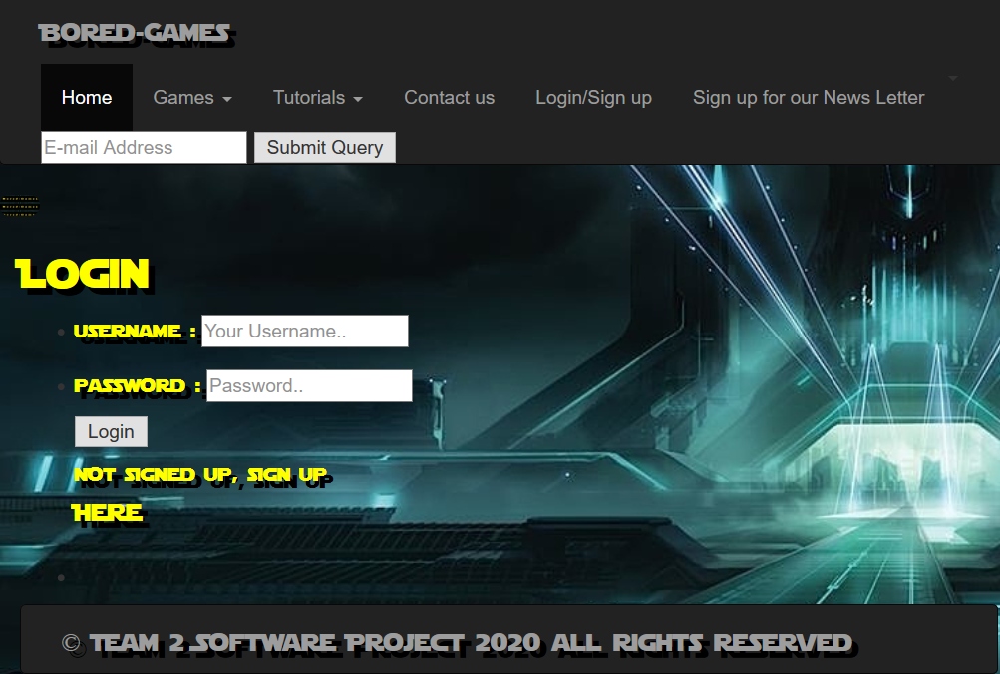 Bored-Games
Home Games Tutorials Contact us Login/Sign up Sign up for our News Letter
E-mail Address Submit Query
Login
username : Your Username..
password : Password..
Login
not signed up, sign up
Here
© Team 2 Software Project 2020 all rights reserved